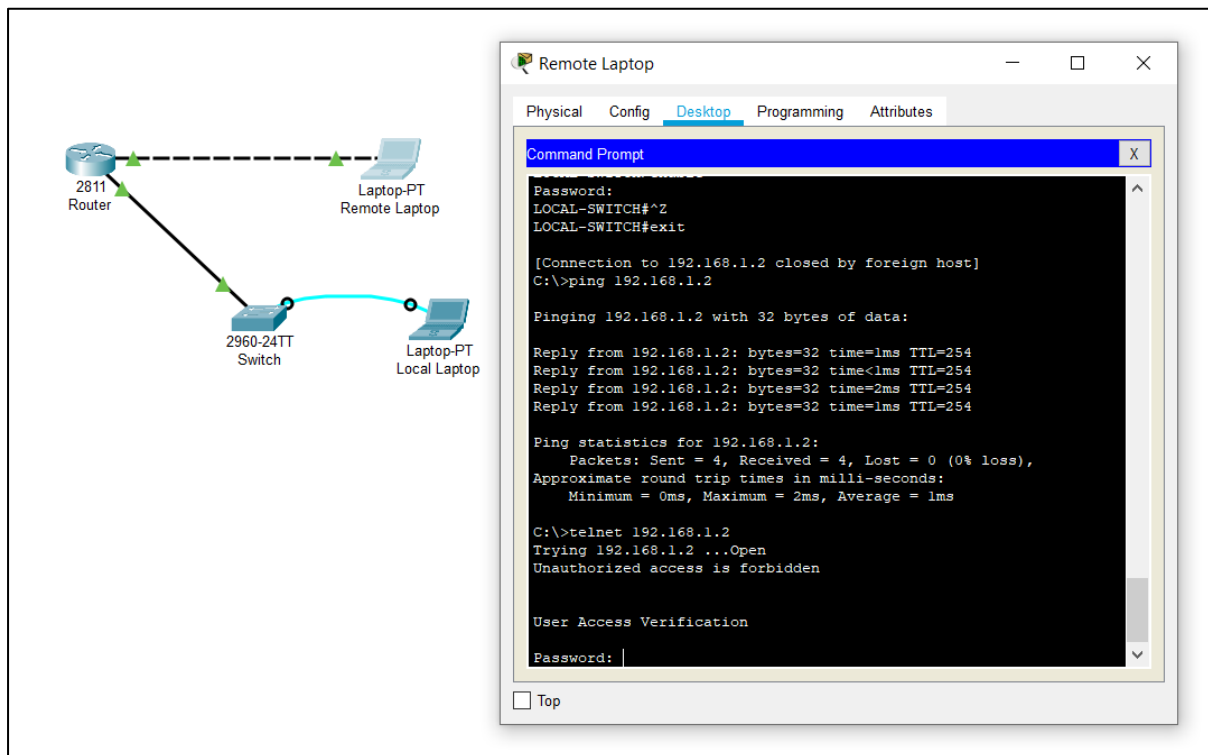 2811
Router
Laptop-PT
Remote Laptop
2960-24TT
Switch
Laptop-PT
Local Laptop
Remote Laptop
Physical Config Desktop Programming Attributes
Command Prompt X
Password:
LOCAL-SWITCH#^Z
LOCAL-SWITCH#exit
[Connection to 192.168.1.2 closed by foreign host]
C:\>ping 192.168.1.2
Pinging 192.168.1.2 with 32 bytes of data:
Reply from 192.168.1.2: bytes=32 time=1ms TTL=254
Reply from 192.168.1.2: bytes=32 time<1ms TTL=254
Reply from 192.168.1.2: bytes=32 time=2ms TTL=254
Reply from 192.168.1.2: bytes=32 time=1ms TTL=254
Ping statistics for 192.168.1.2:
Packets: Sent = 4, Received = 4, Lost = 0 (0% loss),
Approximate round trip times in milli-seconds:
Minimum = 0ms, Maximum = 2ms, Average = 1ms
C:\>telnet 192.168.1.2
Trying 192.168.1.2 ...Open
Unauthorized access is forbidden
User Access Verification
Password:
Top